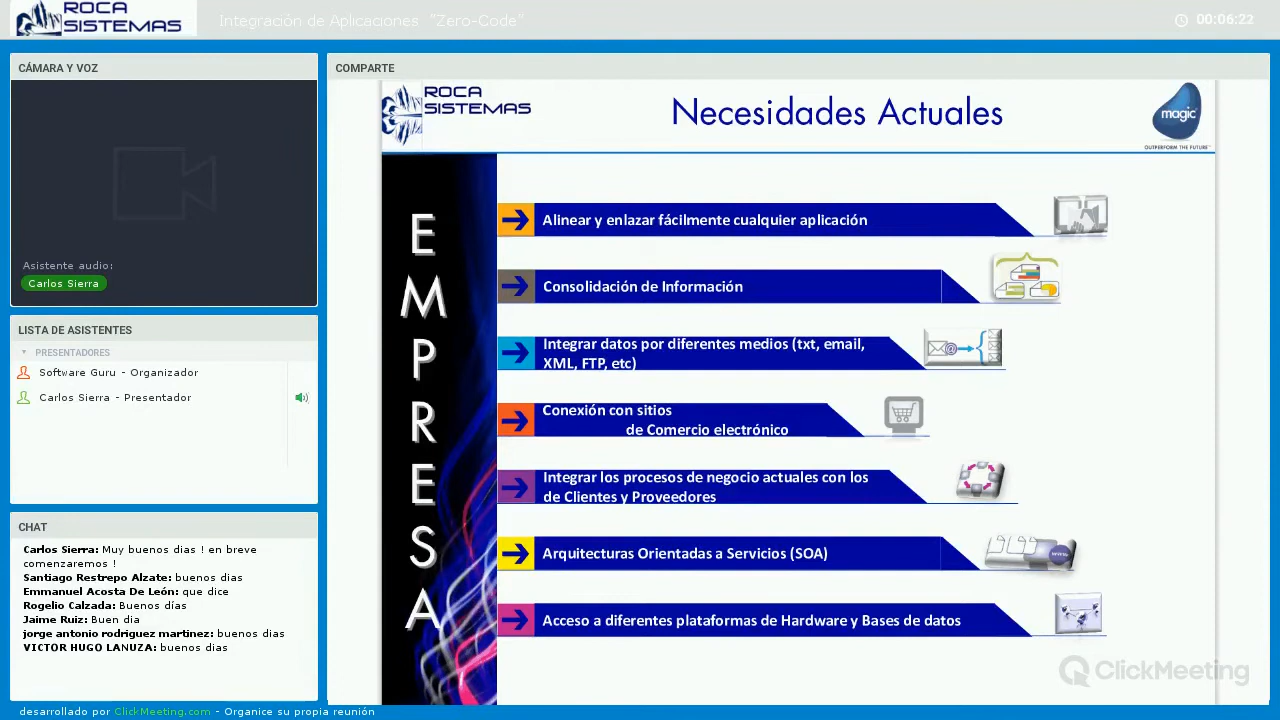 ROCA
SISTEMAS
Integración de Aplicaciones "Zero-Code"
00:06:22
CÁMARA Y VOZ
Asistente audio:
Carlos Sierra
LISTA DE ASISTENTES
PRESENTADORES
Software Guru - Organizador
Carlos Sierra - Presentador
CHAT
Carlos Sierra: Muy buenos dias ! en breve
comenzaremos !
Santiago Restrepo Alzate: buenos dias
Emmanuel Acosta De León: que dice
Rogelio Calzada: Buenos días
Jaime Ruiz: Buen dia
jorge antonio rodriguez martinez: buenos dias
VICTOR HUGO LANUZA: buenos dias
COMPARTE
ROCA
SISTEMAS
Necesidades Actuales
magic
OUTPERFORM THE FUTURE™
EMPRESA
Alinear y enlazar fácilmente cualquier aplicación
Consolidación de Información
Integrar datos por diferentes medios (txt, email,
XML, FTP, etc)
Conexión con sitios
de Comercio electrónico
Integrar los procesos de negocio actuales con los
de Clientes y Proveedores
Arquitecturas Orientadas a Servicios (SOA)
Acceso a diferentes plataformas de Hardware y Bases de datos
ClickMeeting
desarrollado por ClickMeeting.com - Organice su propia reunión